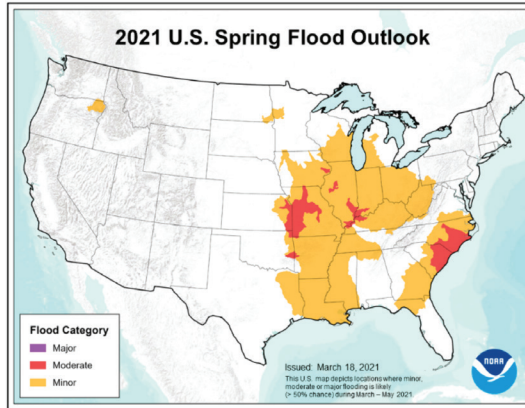 2021 U.S. Spring Flood Outlook
Flood Category
Major
Moderate
Minor
Issued: March 18, 2021
This U.S. map depicts locations where minor,
moderate or major flooding is likely
(> 50% chance) during March - May 2021.
NOAA